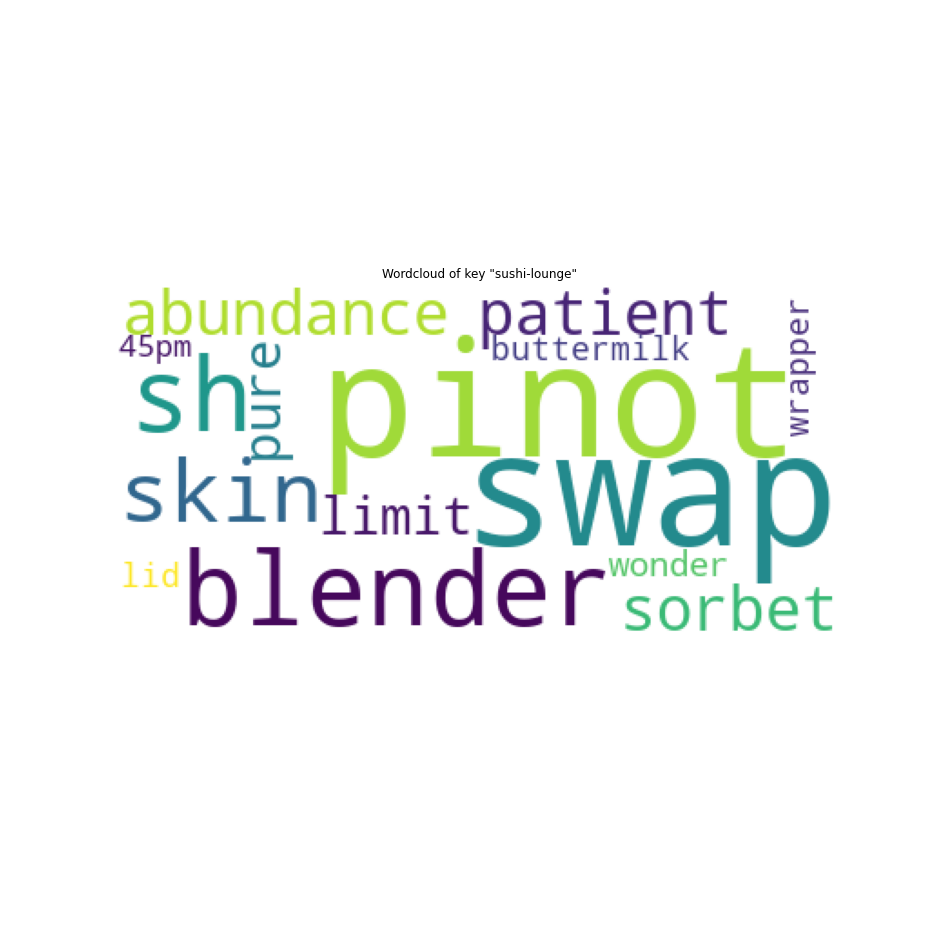 Wordcloud of key "sushi-lounge"
abundance
patient
45pm
buttermilk
wrapper
sh
pure
pinot
skin
limit
swap
lid
blender
wonder
sorbet